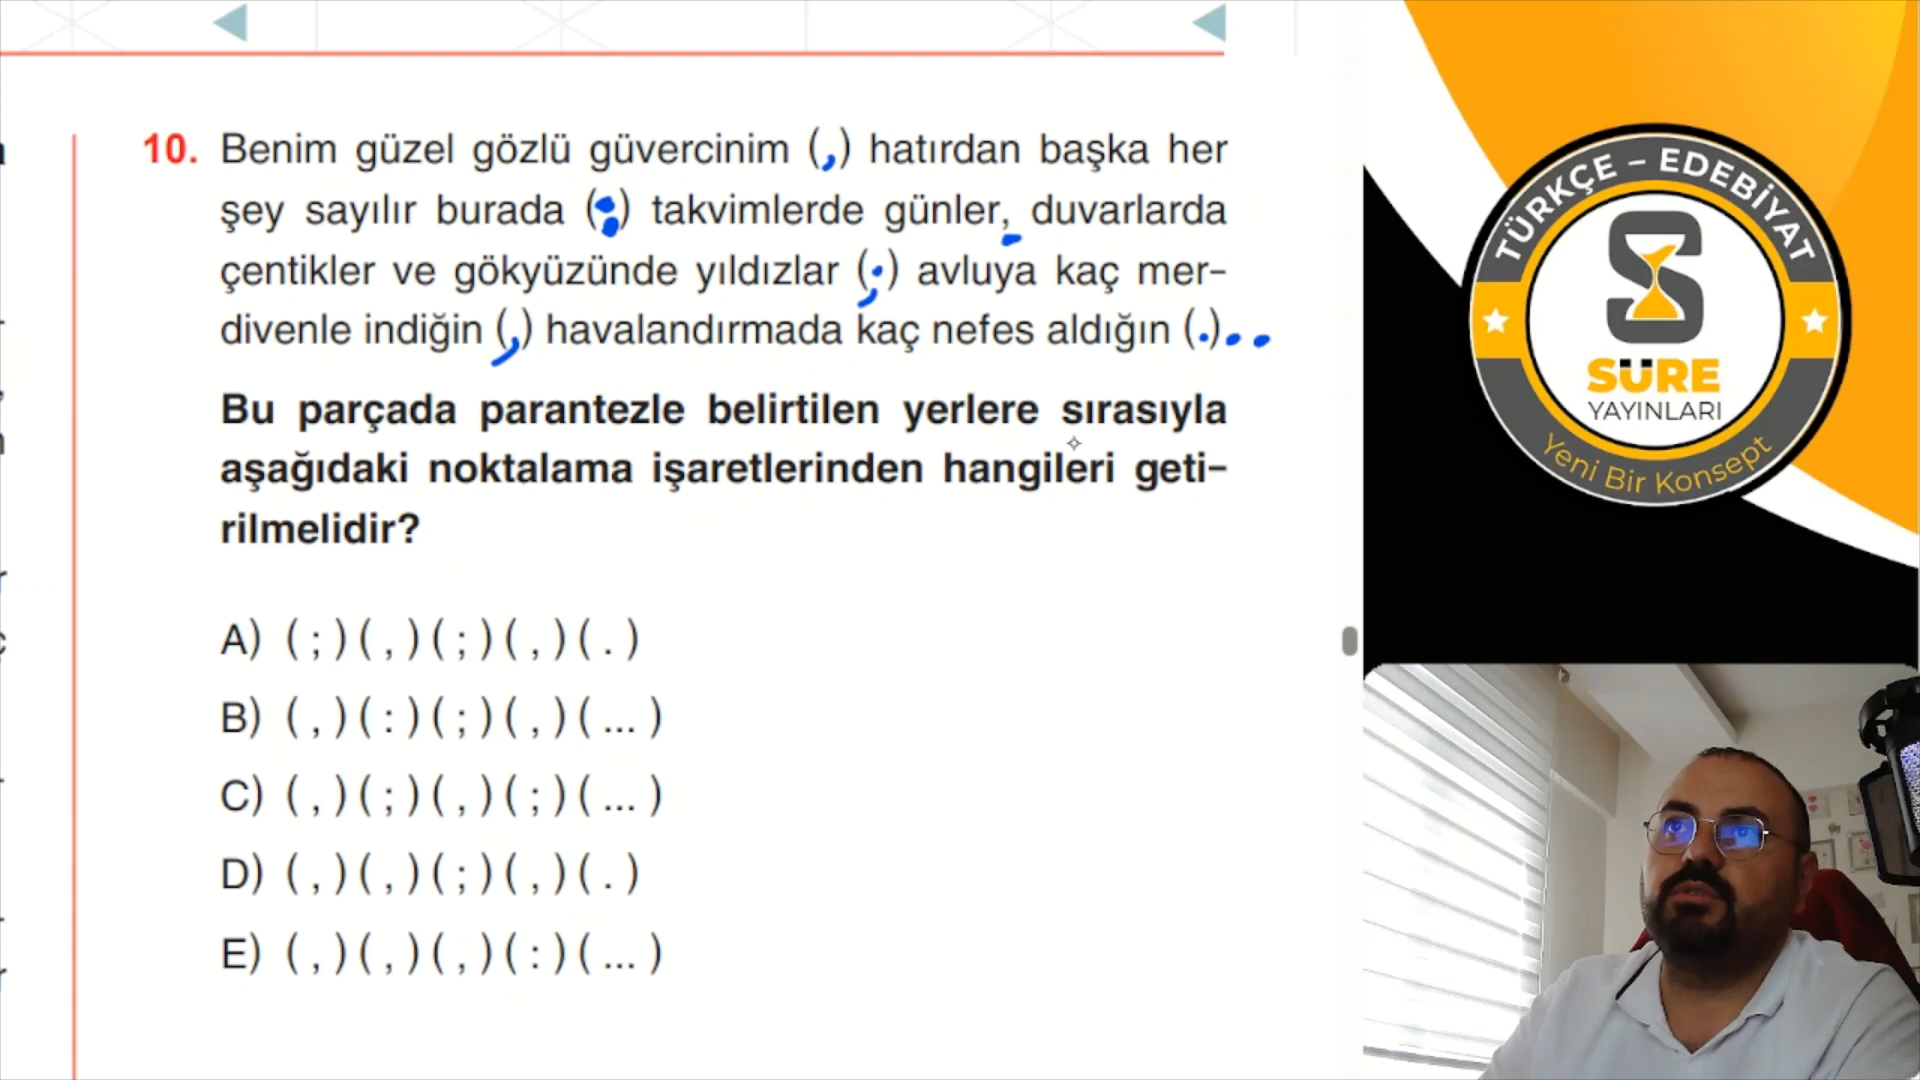 10. Benim güzel gözlü güvercinim (,) hatırdan başka her
şey sayılır burada (:) takvimlerde günler, duvarlarda
çentikler ve gökyüzünde yıldızlar (;) avluya kaç mer-
divenle indiğin (,) havalandırmada kaç nefes aldığın (.)..
Bu parçada parantezle belirtilen yerlere sırasıyla
aşağıdaki noktalama işaretlerinden hangileri geti-
rilmelidir?
A) ( ; ) ( , ) ( ; ) ( , ) ( . )
B) ( , ) ( : ) ( ; ) ( , ) ( ... )
C) ( , ) ( ; ) ( , ) ( ; ) ( ... )
D) ( , ) ( , ) ( ; ) ( , ) ( . )
E) ( , ) ( , ) ( , ) ( : ) ( ... )
TÜRKÇE – EDEBİYAT
S
SÜRE
YAYINLARI
Yeni Bir Konsept